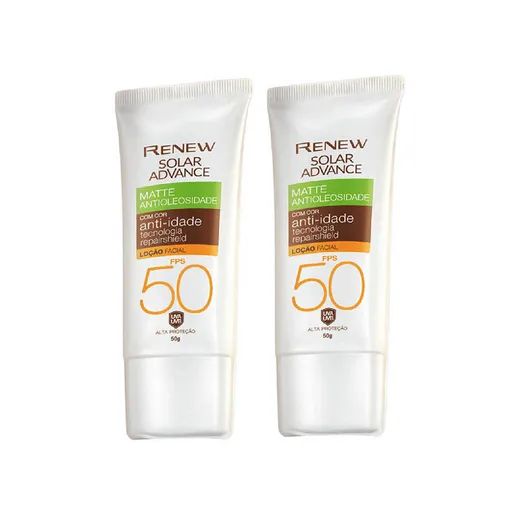 RENEW
SOLAR
ADVANCE
MATTE
ANTIOLEOSIDADE
COM COR
anti-idade
tecnologia
repairshield
LOÇÃO FACIAL
FPS
50
UVA
UVB
ALTA PROTEÇÃO
50g
RENEW
SOLAR
ADVANCE
MATTE
ANTIOLEOSIDADE
COM COR
anti-idade
tecnologia
repairshield
LOÇÃO FACIAL
FPS
50
UVA
UVB
ALTA PROTEÇÃO
50g